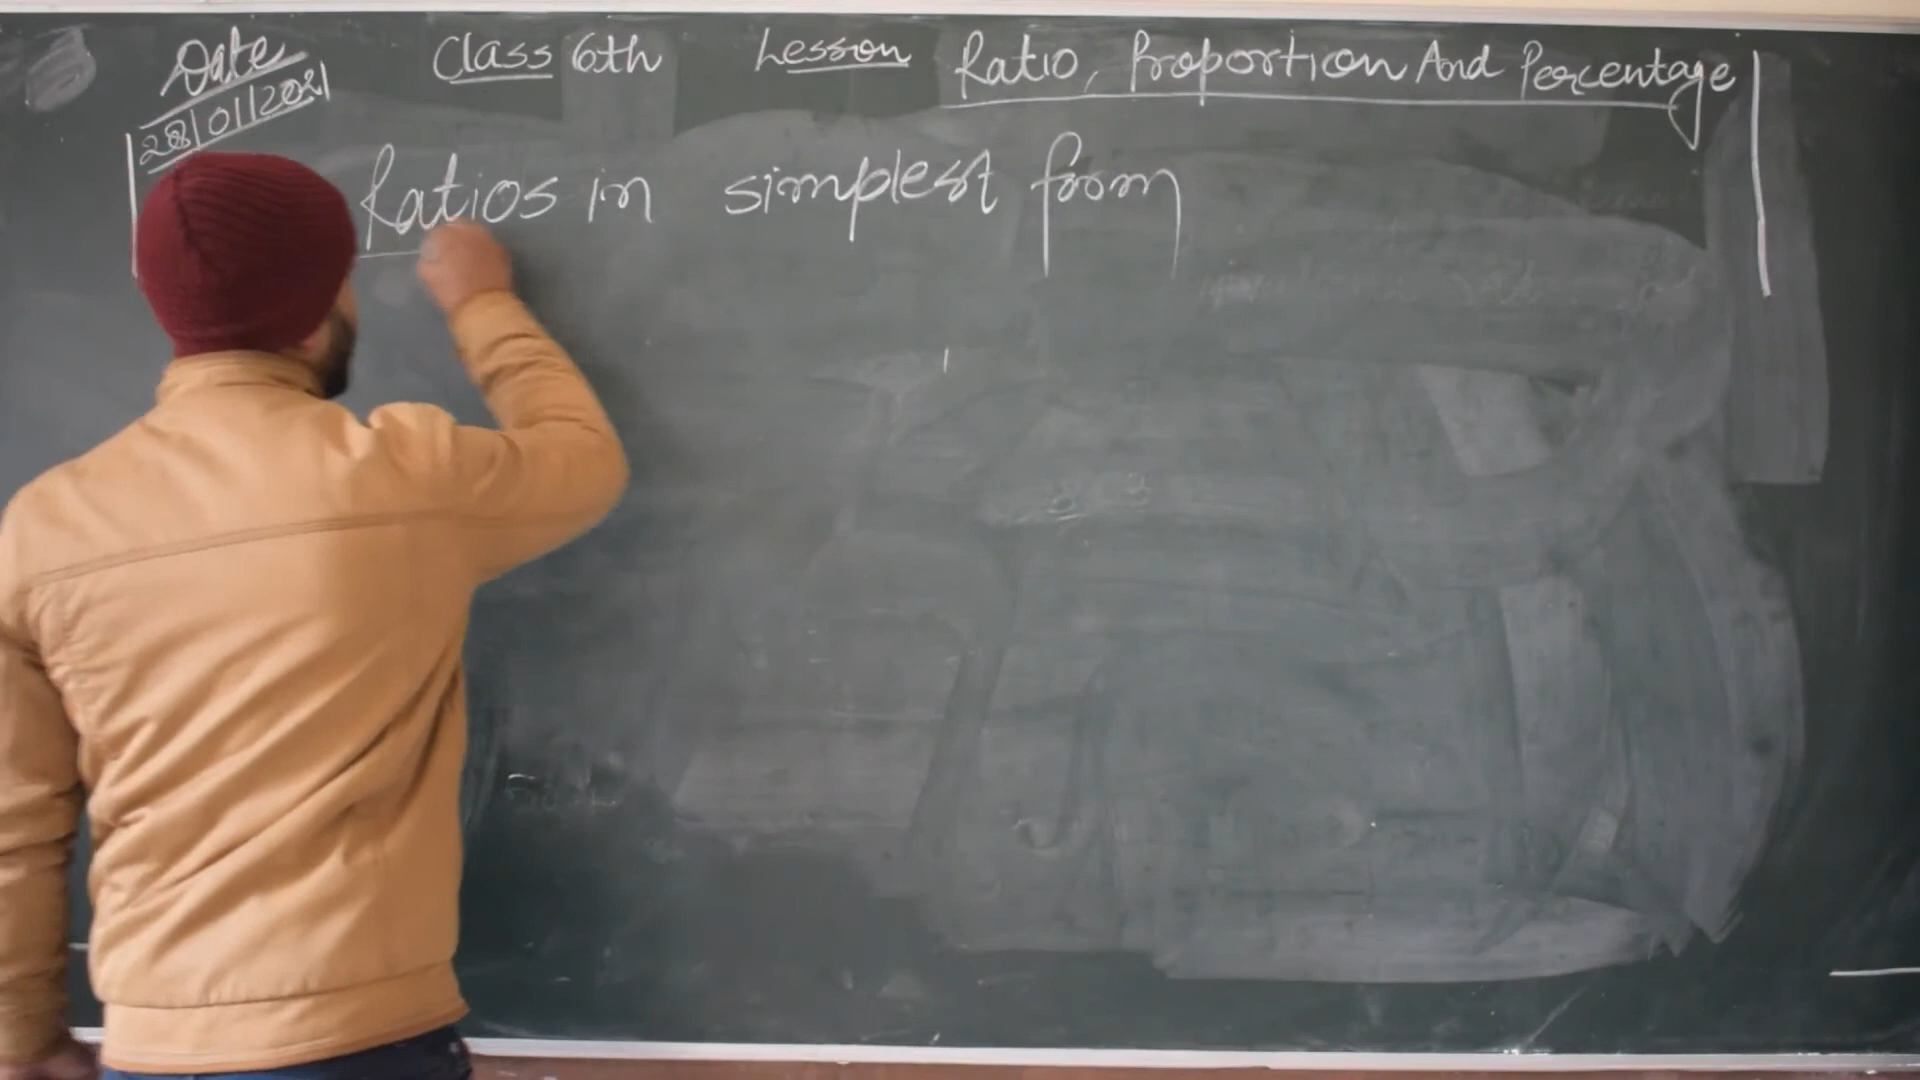 Date Class 6th Lesson Ratio, Proportion And Percentage
28/01/2021
Ratios in simplest form